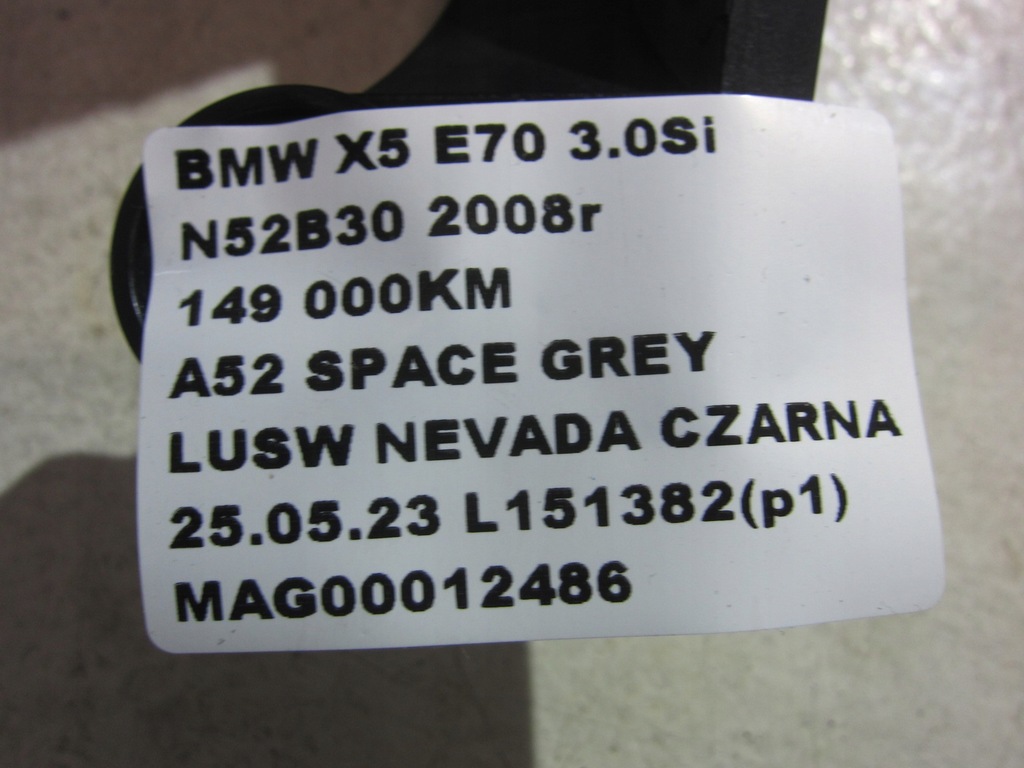 BMW X5 E70 3.0Si
N52B30 2008r
149 000KM
A52 SPACE GREY
LUSW NEVADA CZARNA
25.05.23 L151382(p1)
MAG00012486